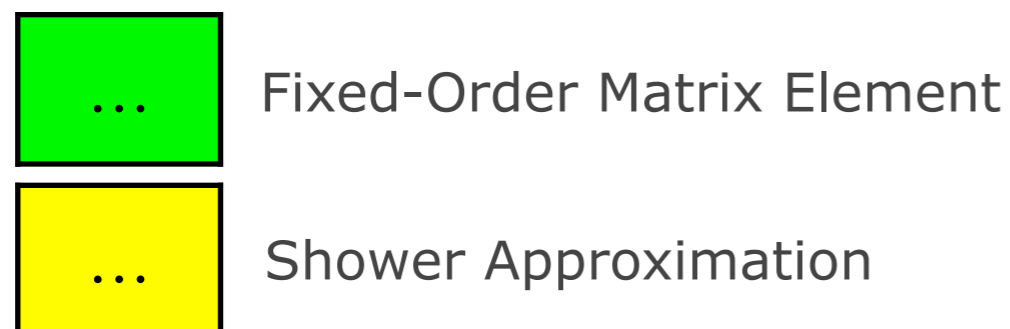 ... Fixed-Order Matrix Element
... Shower Approximation